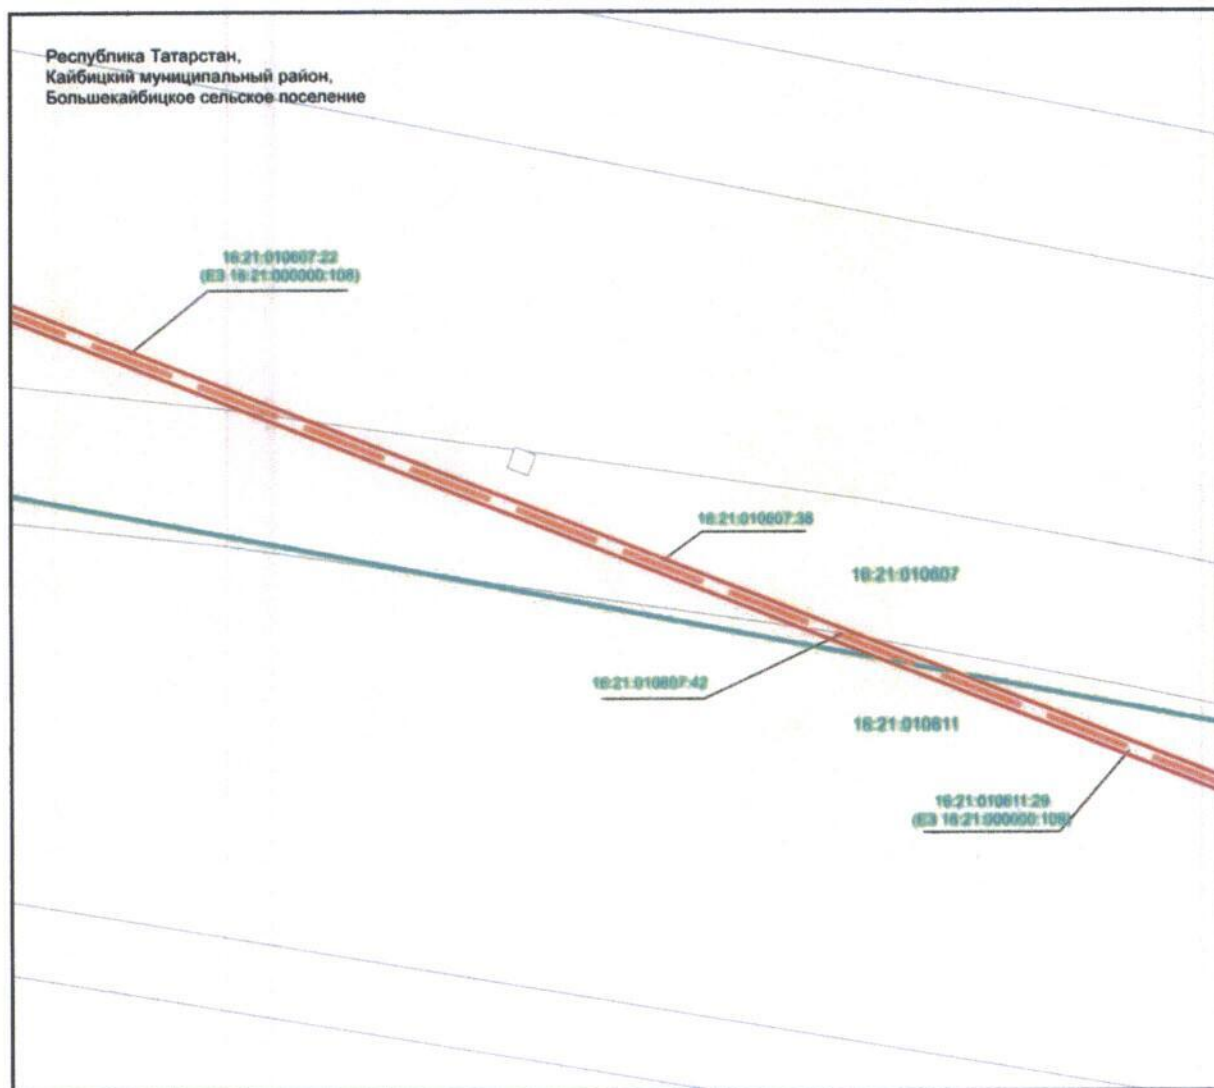 Республика Татарстан,
Кайбицкий муниципальный район,
Большекайбицкое сельское поселение
16:21:010607:22
(ЕЗ 16:21:000000:108)
16:21:010607:38
16:21:010607
16:21:010607:42
16:21:010611
16:21:010611:29
(ЕЗ 16:21:000000:108)